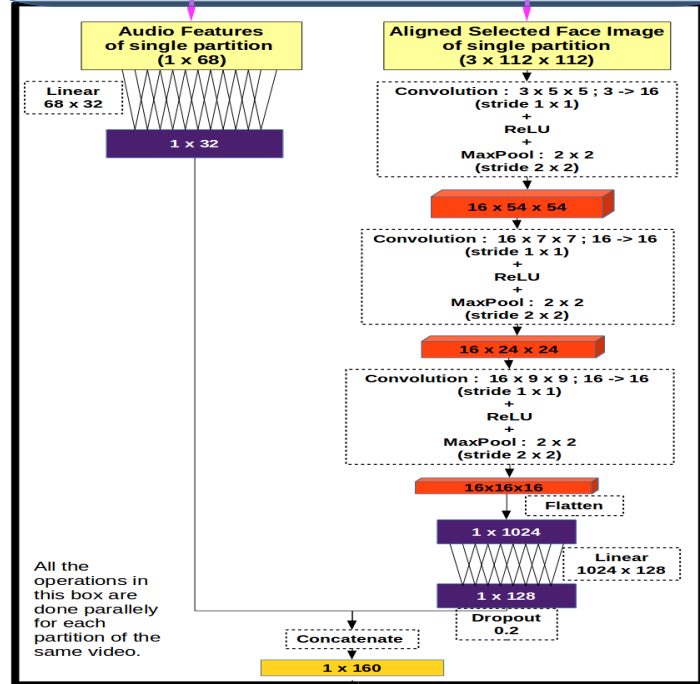 Audio Features
of single partition
(1 x 68)
Linear
68 x 32
1 x 32
Aligned Selected Face Image
of single partition
(3 x 112 x 112)
Convolution : 3 x 5 x 5 ; 3 -> 16
(stride 1 x 1)
+
ReLU
+
MaxPool : 2 x 2
(stride 2 x 2)
16 x 54 x 54
Convolution : 16 x 7 x 7 ; 16 -> 16
(stride 1 x 1)
+
ReLU
+
MaxPool : 2 x 2
(stride 2 x 2)
16 x 24 x 24
Convolution : 16 x 9 x 9 ; 16 -> 16
(stride 1 x 1)
+
ReLU
+
MaxPool : 2 x 2
(stride 2 x 2)
16x16x16
Flatten
1 x 1024
Linear
1024 x 128
1 x 128
Dropout
0.2
All the
operations in
this box are
done parallely
for each
partition of the
same video.
Concatenate
1 x 160